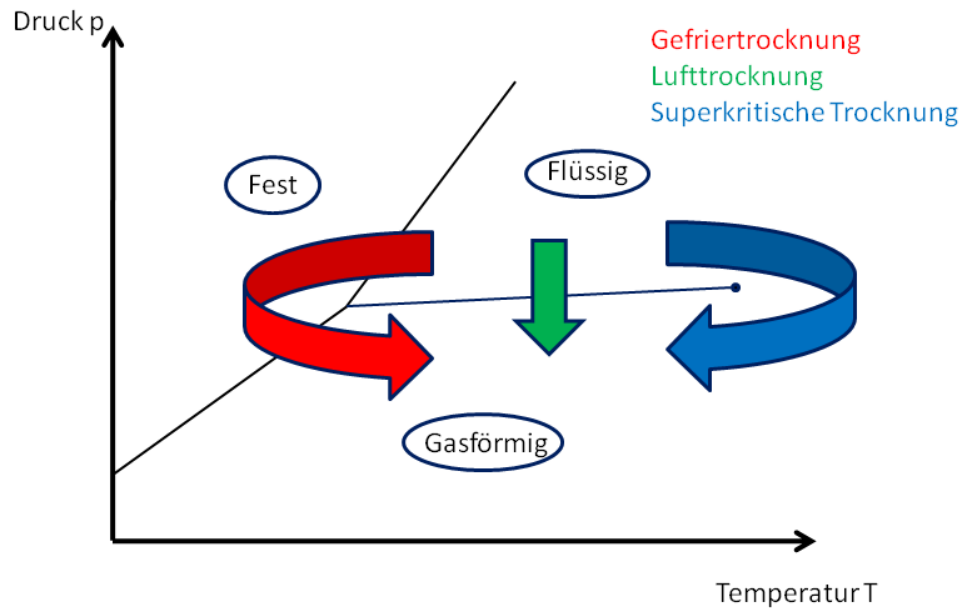 Druck p
Gefriertrocknung
Lufttrocknung
Superkritische Trocknung
Fest
Flüssig
Gasförmig
Temperatur T